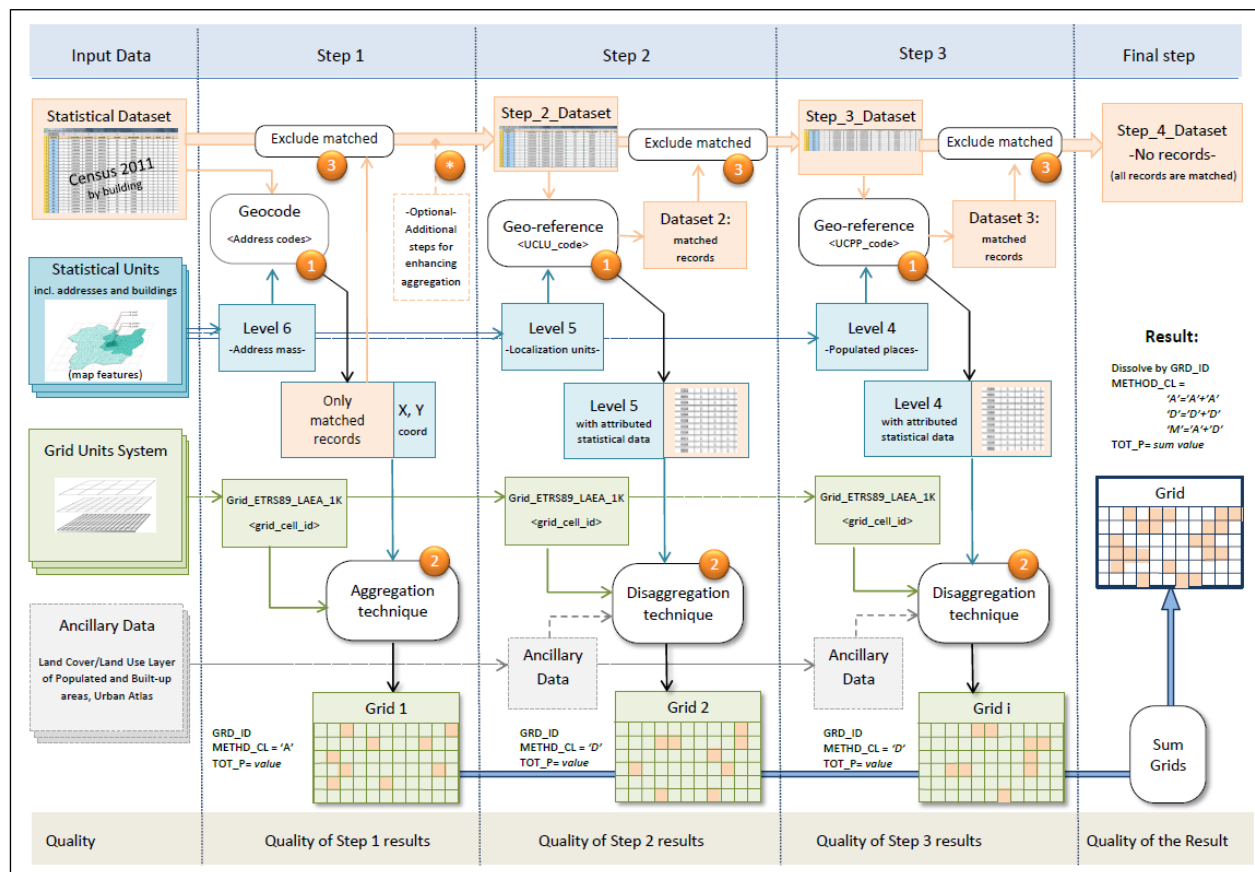 Input Data
Step 1
Step 2
Step 3
Final step
Statistical Dataset
Census 2011
by building
Exclude matched
3
*
Step_2_Dataset
Exclude matched
3
Step_3_Dataset
Exclude matched
3
Step_4_Dataset
-No records-
(all records are matched)
Geocode
<Address codes>
1
-Optional-
Additional
steps for
enhancing
aggregation
Geo-reference
<UCLU_code>
1
Dataset 2:
matched
records
Geo-reference
<UCPP_code>
1
Dataset 3:
matched
records
Statistical Units
incl. addresses and buildings
(map features)
Level 6
-Address mass-
Level 5
-Localization units-
Level 4
-Populated places-
Only
matched
records
X, Y
coord
Level 5
with attributed
statistical data
Level 4
with attributed
statistical data
Result:
Dissolve by GRD_ID
METHOD_CL =
'A'='A'+'A'
'D'='D'+'D'
'M'='A'+'D'
TOT_P= sum value
Grid Units System
Grid_ETRS89_LAEA_1K
<grid_cell_id>
Grid_ETRS89_LAEA_1K
<grid_cell_id>
Grid_ETRS89_LAEA_1K
<grid_cell_id>
Grid
2
Aggregation
technique
2
Disaggregation
technique
2
Disaggregation
technique
Ancillary Data
Land Cover/Land Use Layer
of Populated and Built-up
areas, Urban Atlas
Ancillary
Data
Ancillary
Data
GRD_ID
METHD_CL = 'A'
TOT_P= value
Grid 1
GRD_ID
METHD_CL = 'D'
TOT_P= value
Grid 2
GRD_ID
METHD_CL = 'D'
TOT_P= value
Grid i
Sum
Grids
Quality
Quality of Step 1 results
Quality of Step 2 results
Quality of Step 3 results
Quality of the Result